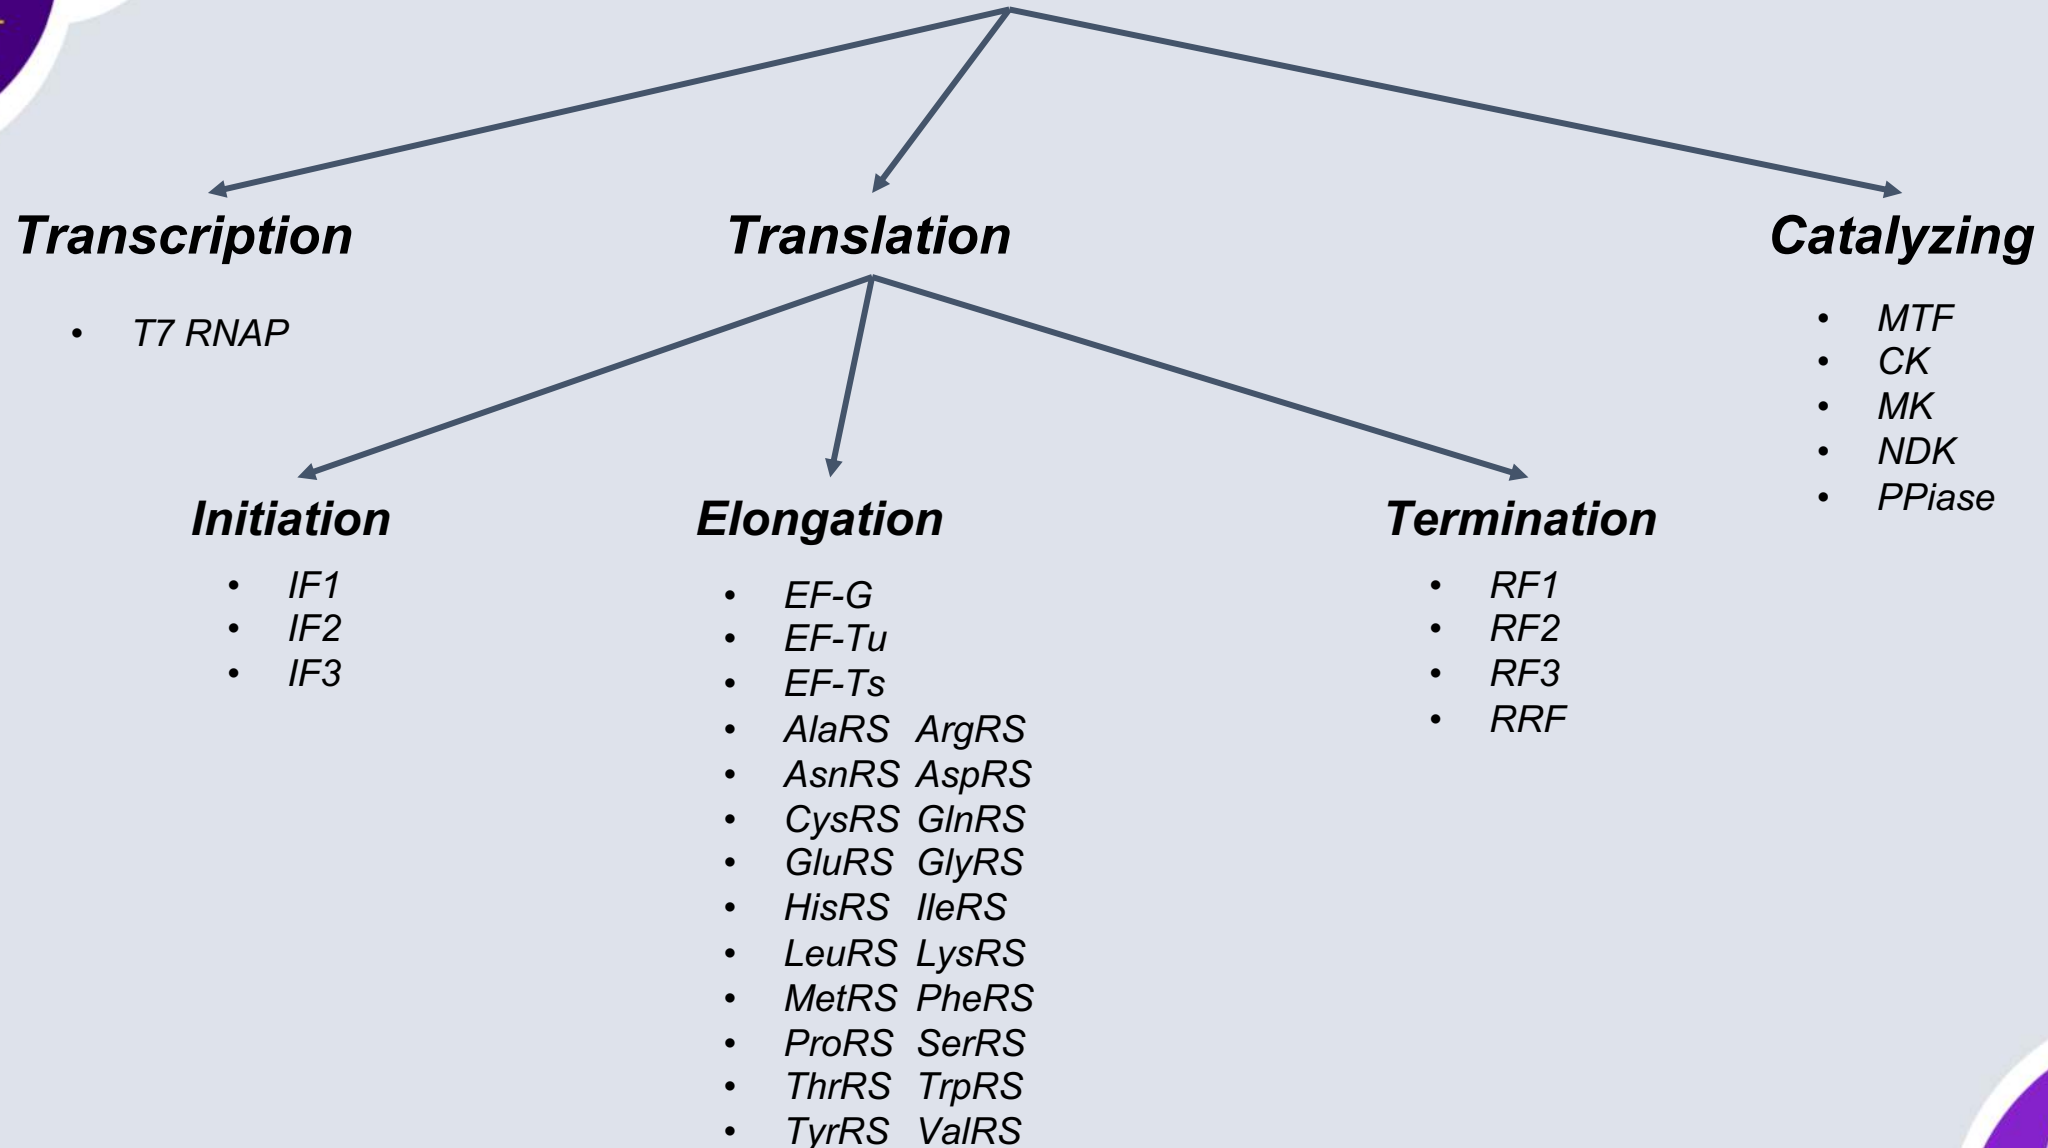 Transcription
Translation
Catalyzing
• T7 RNAP
• MTF
• CK
• MK
• NDK
• PPiase
Initiation
• IF1
• IF2
• IF3
Elongation
• EF-G
• EF-Tu
• EF-Ts
• AlaRS ArgRS
• AsnRS AspRS
• CysRS GlnRS
• GluRS GlyRS
• HisRS IleRS
• LeuRS LysRS
• MetRS PheRS
• ProRS SerRS
• ThrRS TrpRS
• TyrRS ValRS
Termination
• RF1
• RF2
• RF3
• RRF